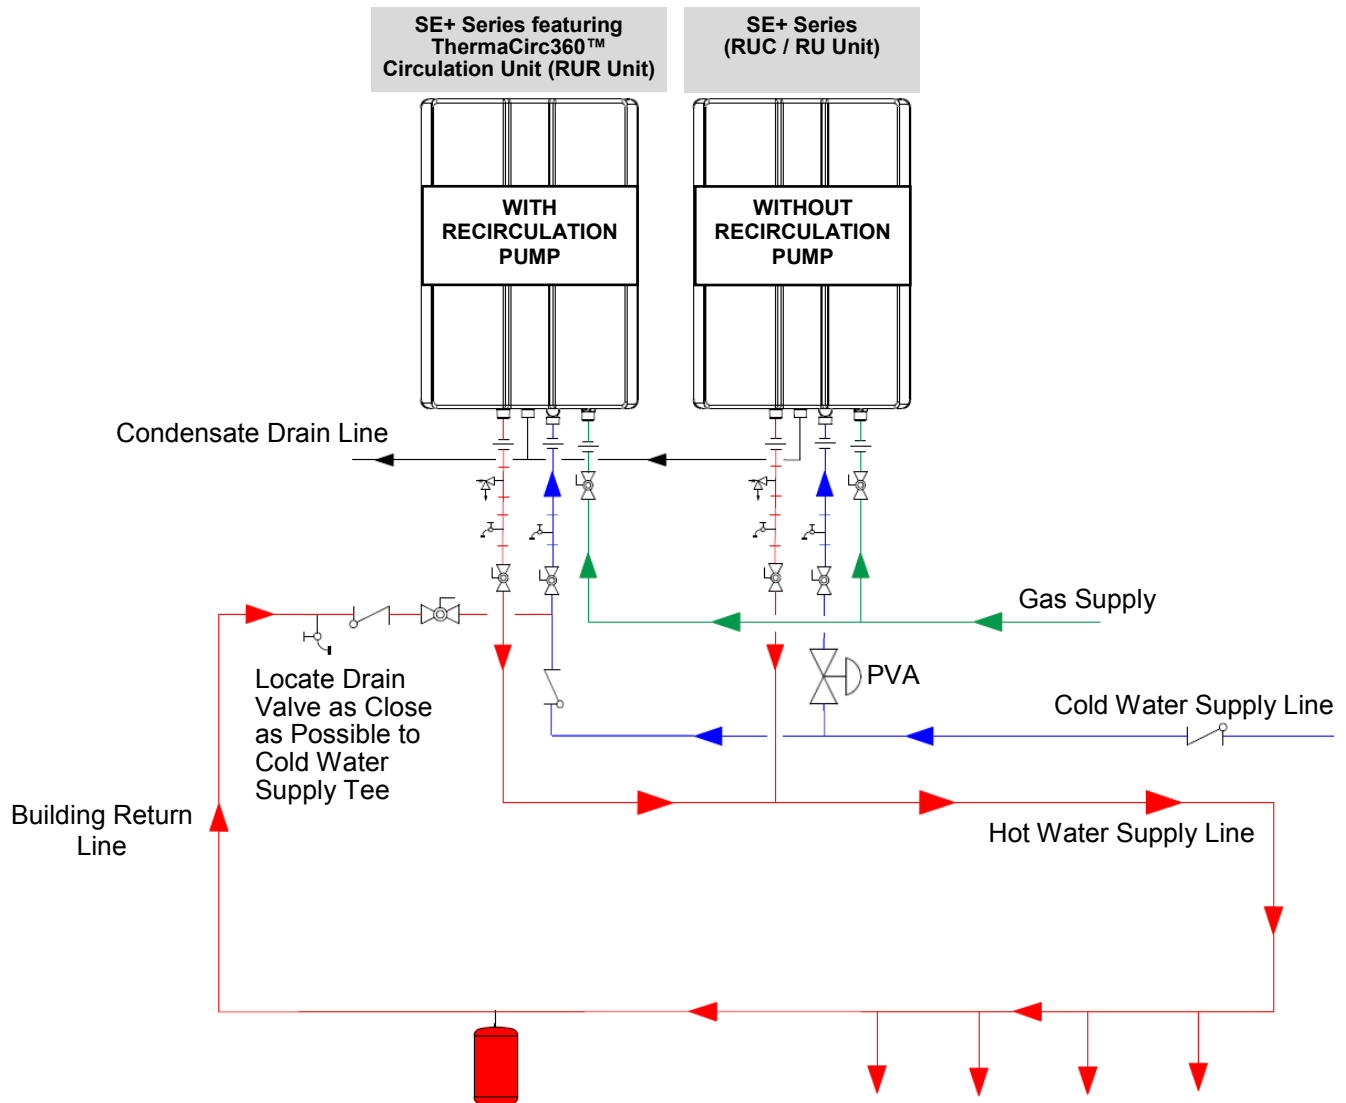 SE+ Series featuring
ThermaCirc360™
Circulation Unit (RUR Unit)
SE+ Series
(RUC / RU Unit)
WITH
RECIRCULATION
PUMP
WITHOUT
RECIRCULATION
PUMP
Condensate Drain Line
Gas Supply
Locate Drain
Valve as Close
as Possible to
Cold Water
Supply Tee
PVA
Cold Water Supply Line
Building Return
Line
Hot Water Supply Line